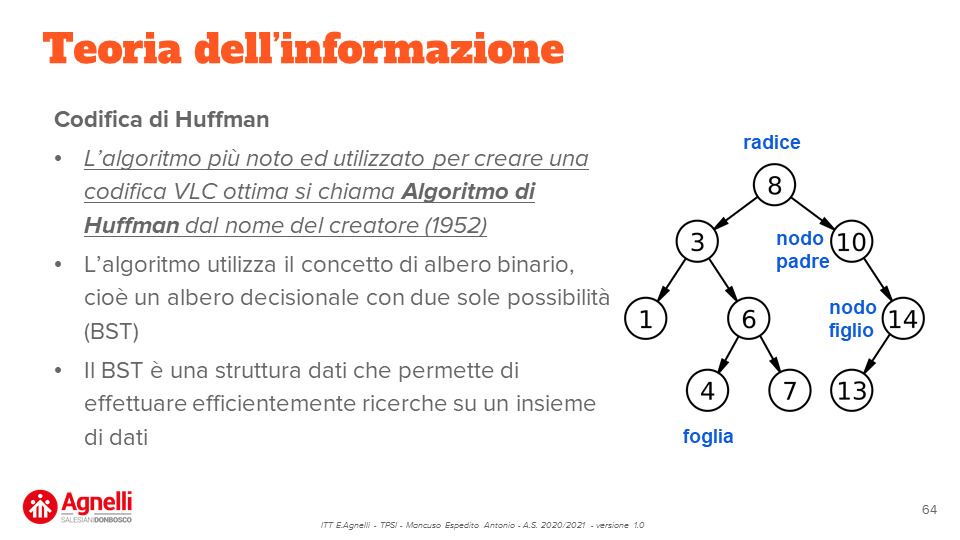 Teoria dell'informazione
Codifica di Huffman
• L'algoritmo più noto ed utilizzato per creare una
codifica VLC ottima si chiama Algoritmo di
Huffman dal nome del creatore (1952)
• L'algoritmo utilizza il concetto di albero binario,
cioè un albero decisionale con due sole possibilità
(BST)
• Il BST è una struttura dati che permette di
effettuare efficientemente ricerche su un insieme
di dati
radice
8
3
nodo
padre
10
1
6
nodo
figlio
14
4
7
13
foglia
Agnelli
SALESIANI DONBOSCO
ITT E.Agnelli - TPSI - Mancuso Espedito Antonio - A.S. 2020/2021 - versione 1.0
64